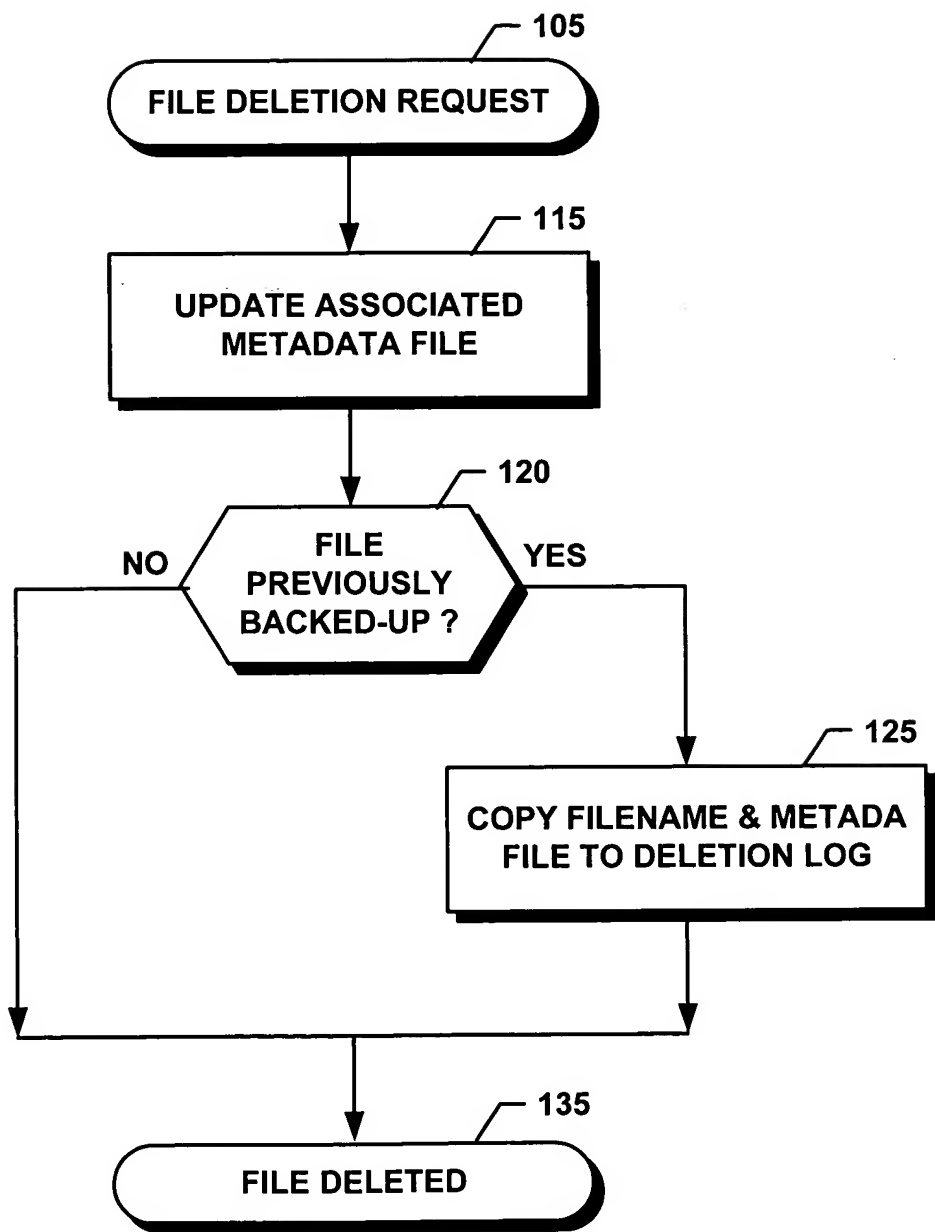 105
FILE DELETION REQUEST
115
UPDATE ASSOCIATED
METADATA FILE
120
FILE
PREVIOUSLY
BACKED-UP ?
NO
YES
125
COPY FILENAME & METADA
FILE TO DELETION LOG
135
FILE DELETED